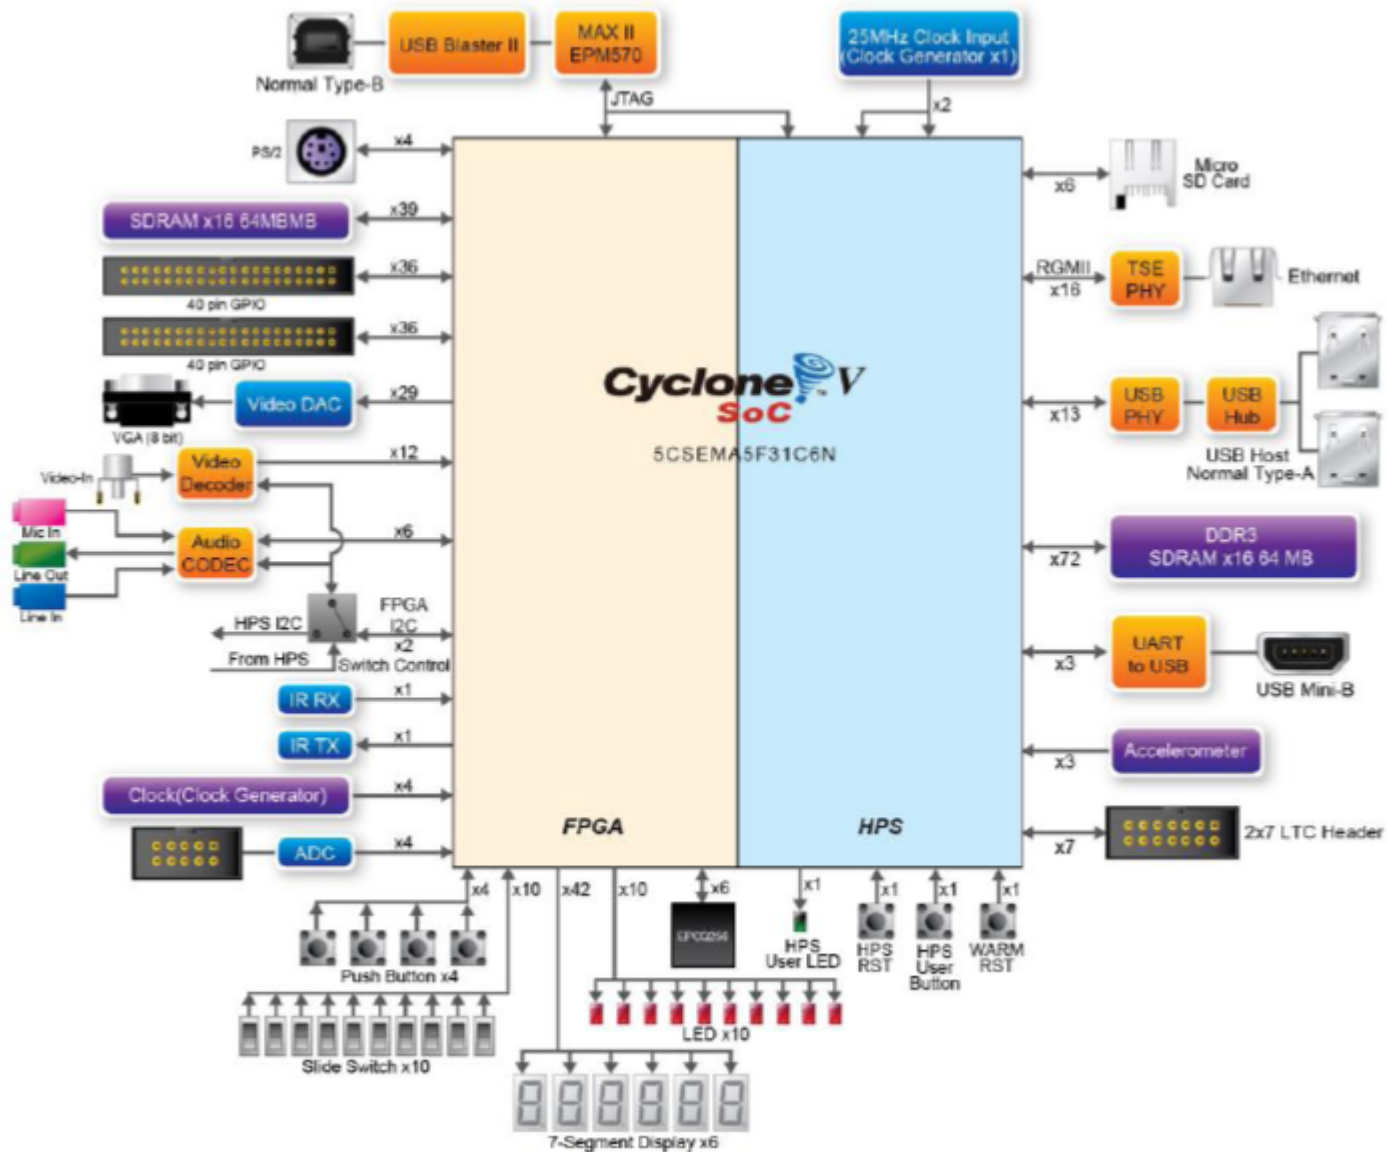 Normal Type-B
USB Blaster II
MAX II
EPM570
25MHz Clock Input
(Clock Generator x1)
JTAG
x2
PS/2
x4
SDRAM x16 64MBMB
x39
x36
40 pin GPIO
x36
40 pin GPIO
Video DAC
x29
VGA (8 bit)
Video-In
Video
Decoder
x12
Mic In
Line Out
Line In
Audio
CODEC
x6
HPS I2C
From HPS
FPGA
I2C
x2
Switch Control
IR RX
x1
IR TX
x1
Clock(Clock Generator)
x4
ADC
x4
Cyclone V
SoC
™
5CSEMA5F31C6N
FPGA
HPS
x6
Micro
SD Card
RGMII
x16
TSE
PHY
Ethernet
x13
USB
PHY
USB
Hub
USB Host
Normal Type-A
x72
DDR3
SDRAM x16 64 MB
x3
UART
to USB
USB Mini-B
x3
Accelerometer
x7
2x7 LTC Header
x4
x10
x42
x10
x6
x1
x1
x1
x1
Push Button x4
Slide Switch x10
EPCQ256
HPS
User LED
HPS
RST
HPS
User
Button
WARM
RST
LED x10
7-Segment Display x6